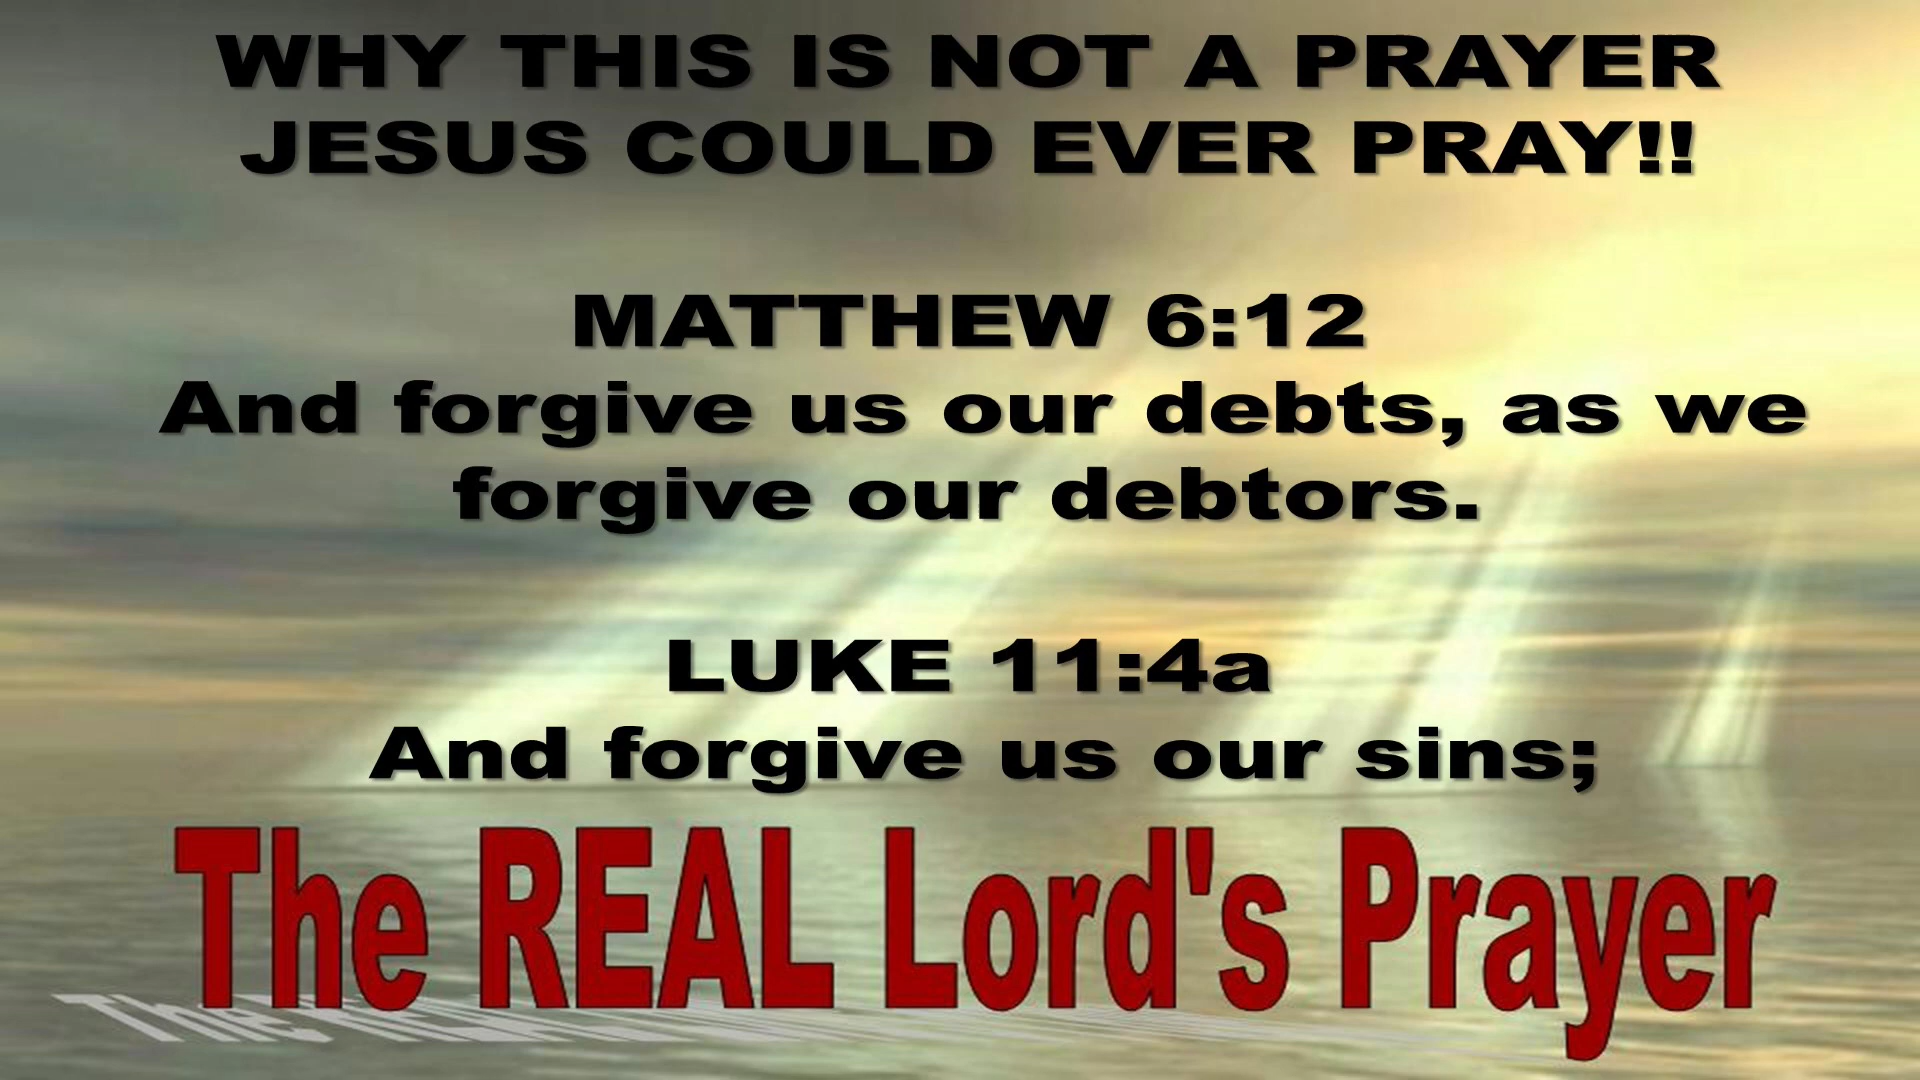 WHY THIS IS NOT A PRAYER
JESUS COULD EVER PRAY!!
MATTHEW 6:12
And forgive us our debts, as we
forgive our debtors.
LUKE 11:4a
And forgive us our sins;
The REAL Lord's Prayer